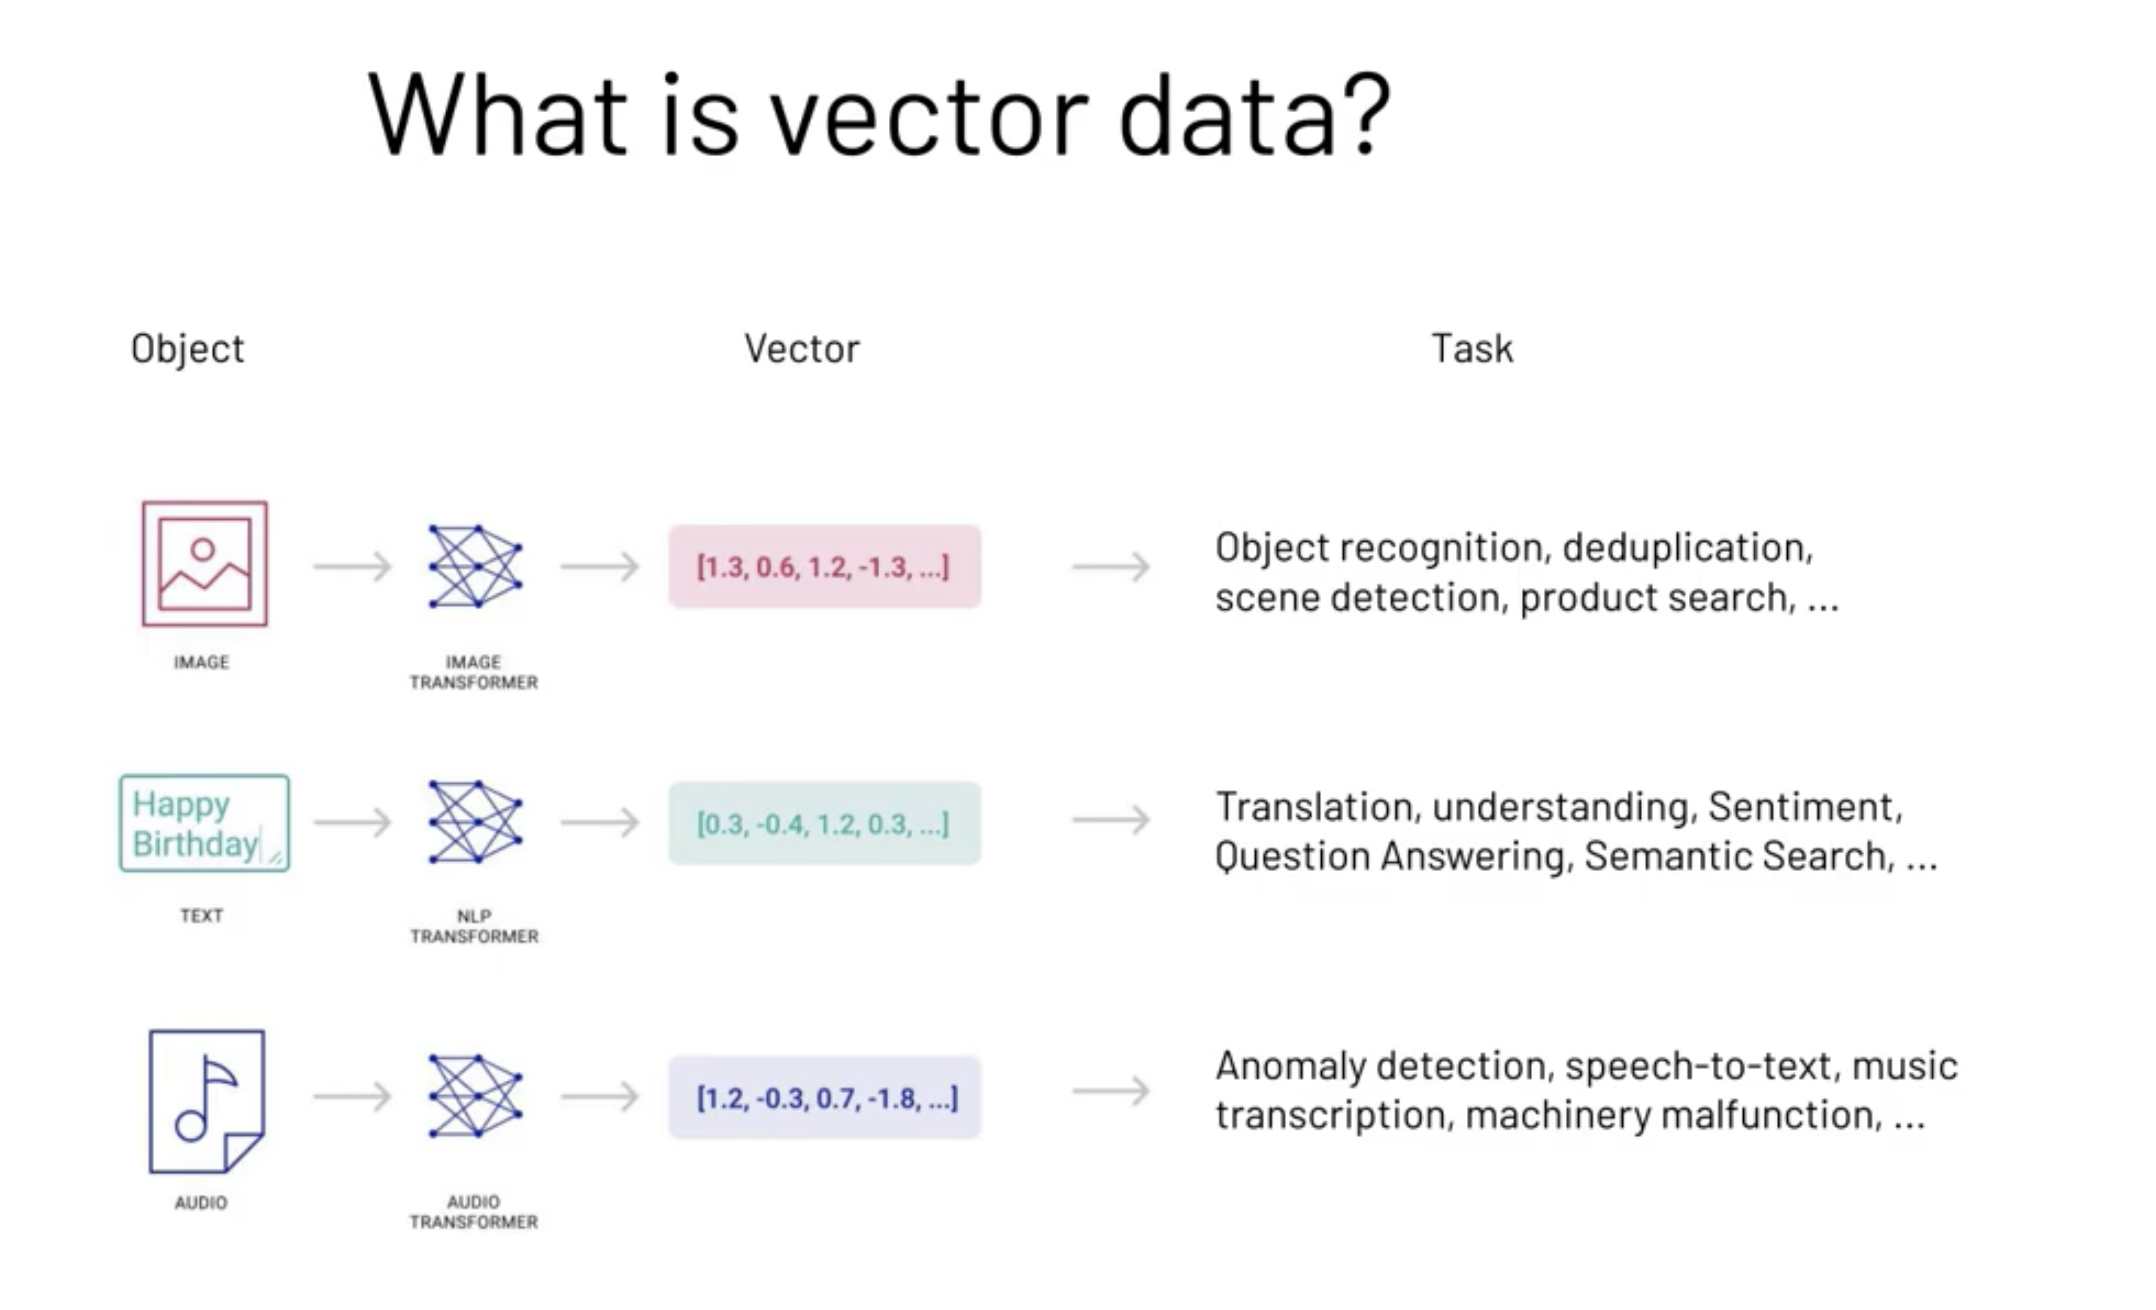 What is vector data?
Object
Vector
Task
IMAGE
IMAGE
TRANSFORMER
[1.3, 0.6, 1.2, -1.3, ...]
Object recognition, deduplication,
scene detection, product search, ...
Happy
Birthday
TEXT
NLP
TRANSFORMER
[0.3, -0.4, 1.2, 0.3, ...]
Translation, understanding, Sentiment,
Question Answering, Semantic Search, ...
AUDIO
AUDIO
TRANSFORMER
[1.2, -0.3, 0.7, -1.8, ...]
Anomaly detection, speech-to-text, music
transcription, machinery malfunction, ...